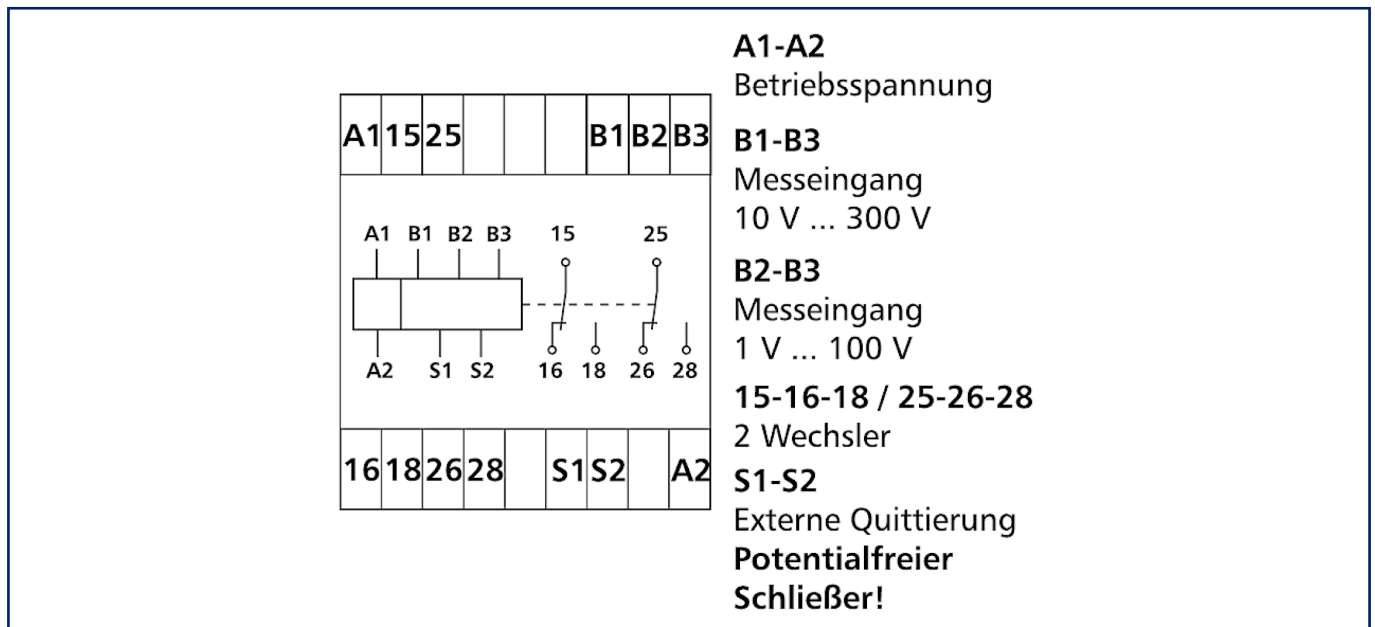 A1 15 25 B1 B2 B3
A1 B1 B2 B3 15 25
A2 S1 S2 16 18 26 28
16 18 26 28 S1 S2 A2
A1-A2
Betriebsspannung
B1-B3
Messeingang
10 V ... 300 V
B2-B3
Messeingang
1 V ... 100 V
15-16-18 / 25-26-28
2 Wechsler
S1-S2
Externe Quittierung
Potentialfreier
Schließer!